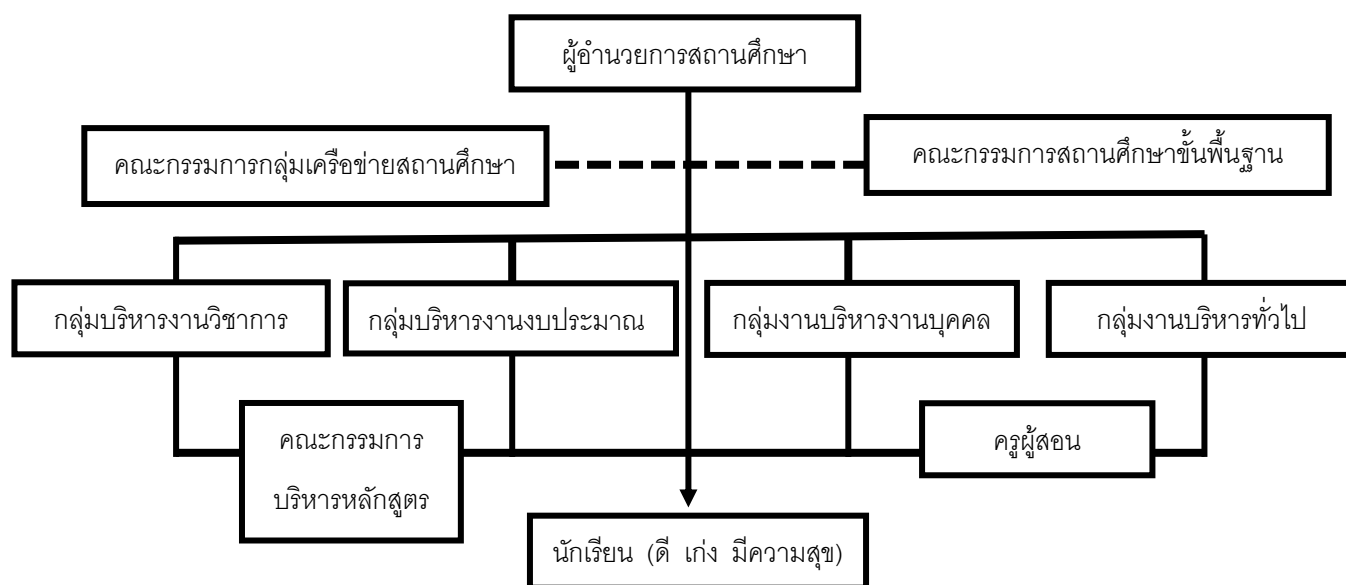 ผู้อำนวยการสถานศึกษา
คณะกรรมการกลุ่มเครือข่ายสถานศึกษา
คณะกรรมการสถานศึกษาขั้นพื้นฐาน
กลุ่มบริหารงานวิชาการ
กลุ่มบริหารงานงบประมาณ
กลุ่มงานบริหารงานบุคคล
กลุ่มงานบริหารทั่วไป
คณะกรรมการ
บริหารหลักสูตร
ครูผู้สอน
นักเรียน (ดี เก่ง มีความสุข)